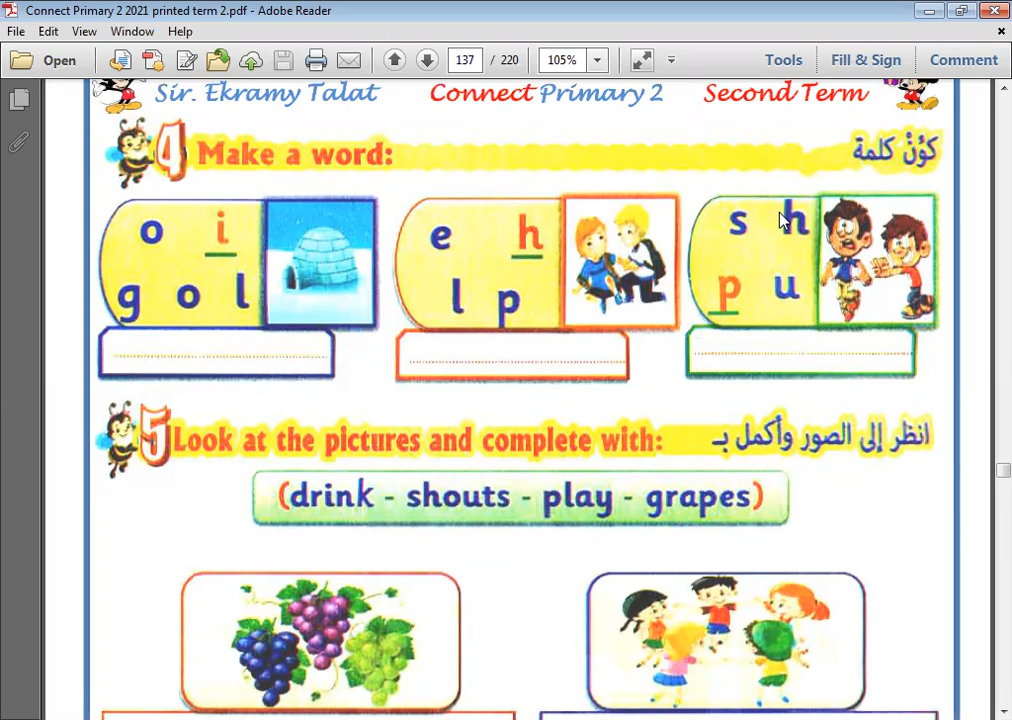 Connect Primary 2 2021 printed term 2.pdf - Adobe Reader
File Edit View Window Help
Open 137 / 220 105% Tools Fill & Sign Comment
Sir. Ekramy Talat Connect Primary 2 Second Term
4 Make a word: كَوِّنْ كلمة
o i e h s h
g o l l p p u
5 Look at the pictures and complete with: انظر إلى الصور وأكمل بـ
(drink - shouts - play - grapes)